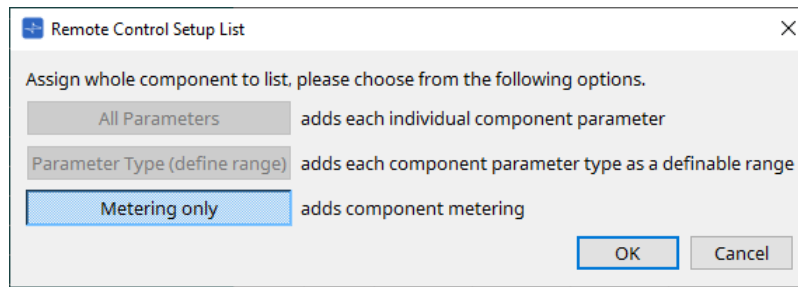 Remote Control Setup List
Assign whole component to list, please choose from the following options.
All Parameters adds each individual component parameter
Parameter Type (define range) adds each component parameter type as a definable range
Metering only adds component metering
OK Cancel